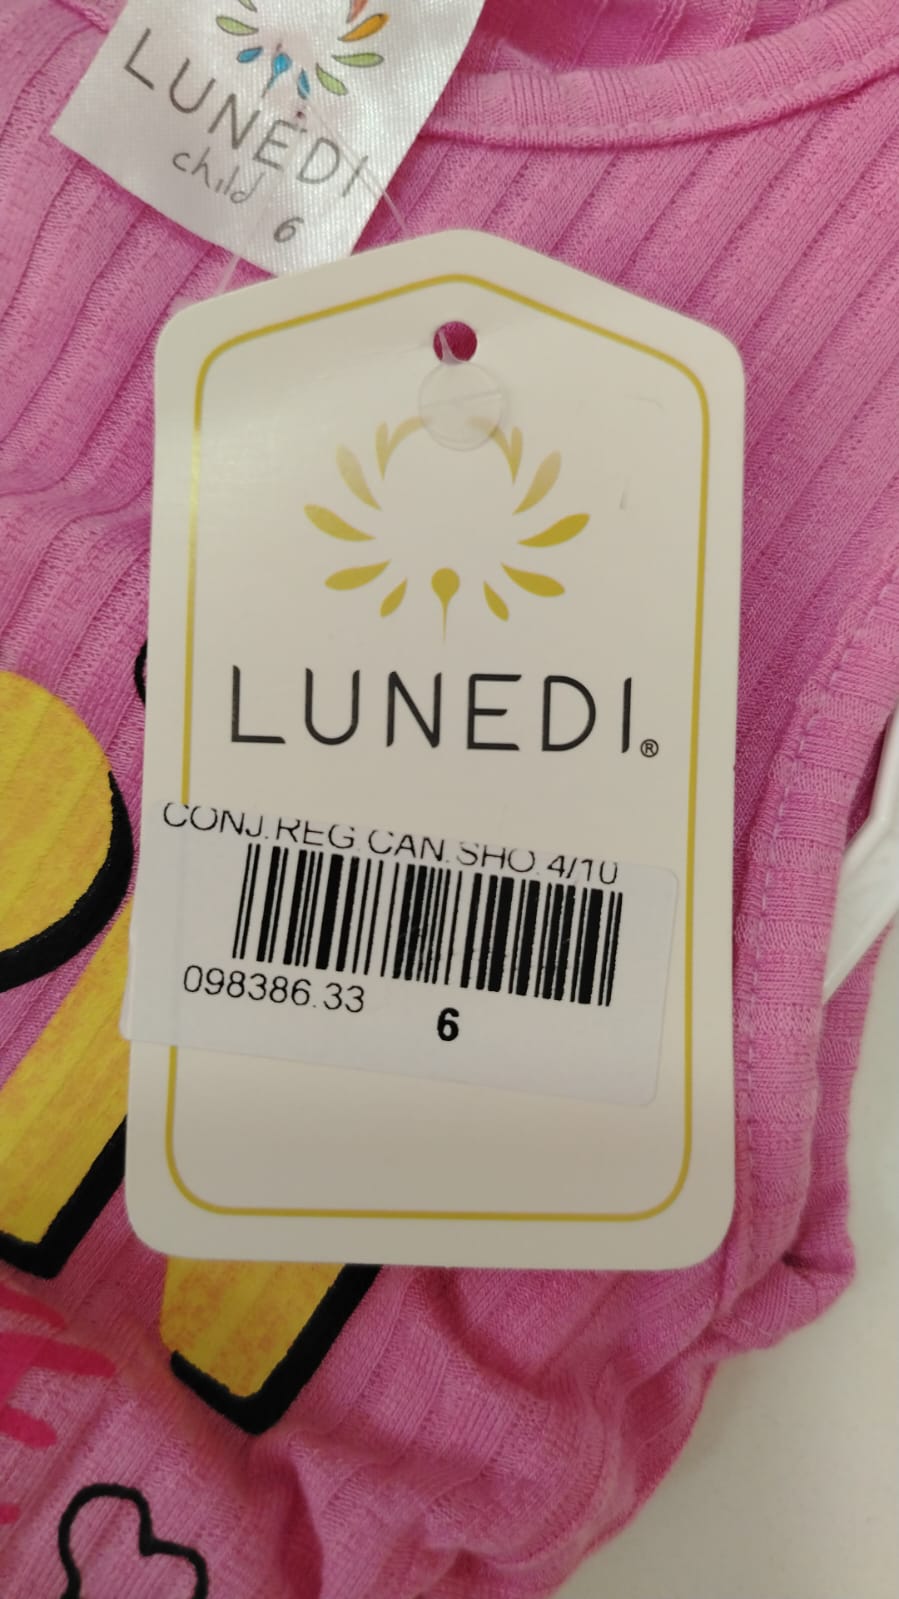 LUNEDI
child
6
LUNEDI®
CONJ.REG.CAN.SHO.4/10
098386.33
6